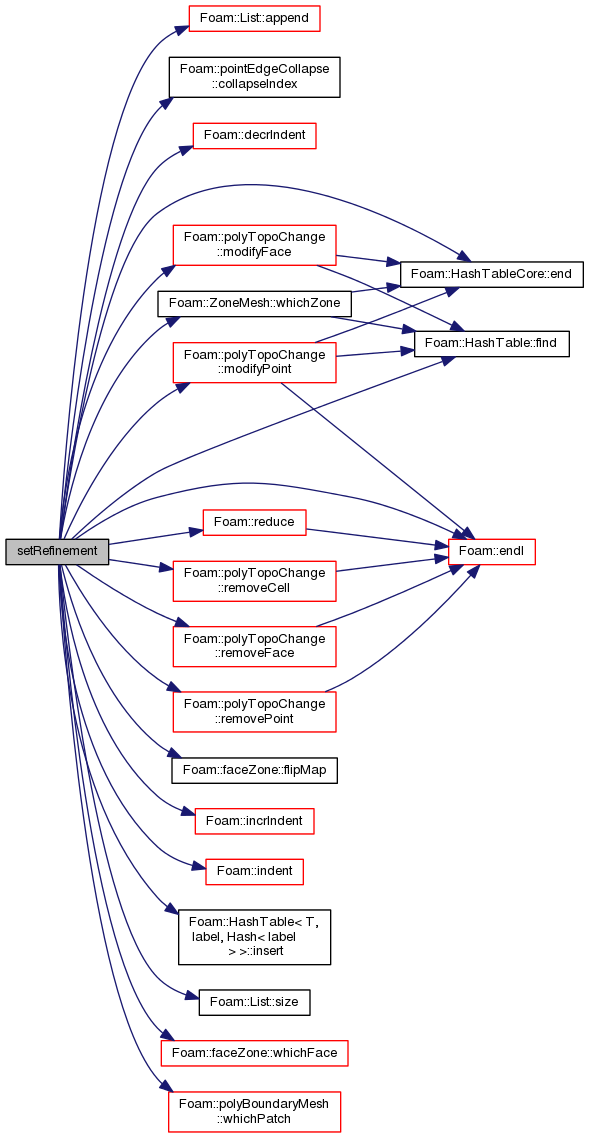 Foam::List::append
Foam::pointEdgeCollapse
::collapseIndex
Foam::decrIndent
Foam::polyTopoChange
::modifyFace
Foam::HashTableCore::end
Foam::ZoneMesh::whichZone
Foam::HashTable::find
Foam::polyTopoChange
::modifyPoint
Foam::reduce
setRefinement
Foam::endl
Foam::polyTopoChange
::removeCell
Foam::polyTopoChange
::removeFace
Foam::polyTopoChange
::removePoint
Foam::faceZone::flipMap
Foam::incrIndent
Foam::indent
Foam::HashTable< T,
label, Hash< label
> >::insert
Foam::List::size
Foam::faceZone::whichFace
Foam::polyBoundaryMesh
::whichPatch